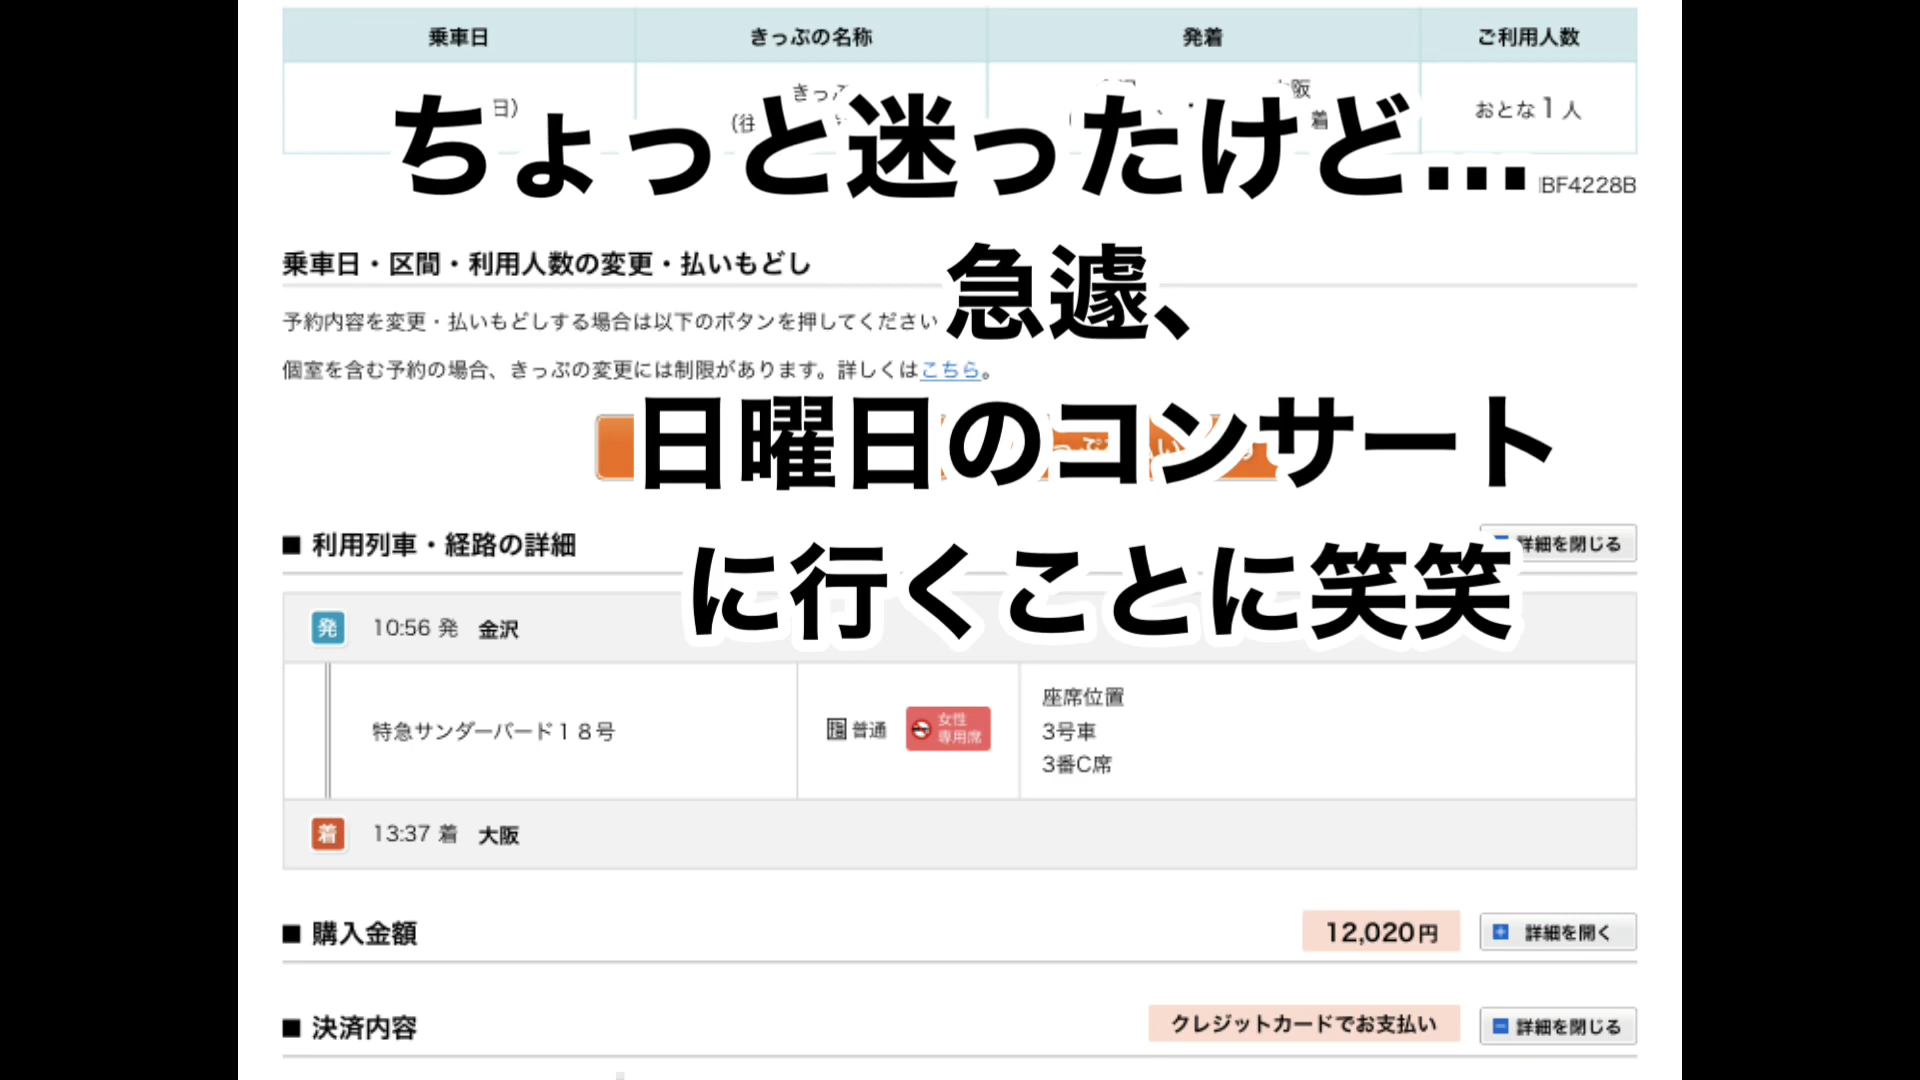 乗車日 きっぷの名称 発着 ご利用人数
日）
大阪
着
おとな1人
ちょっと迷ったけど...
BF4228B
乗車日・区間・利用人数の変更・払いもどし
急遽、
予約内容を変更・払いもどしする場合は以下のボタンを押してください
個室を含む予約の場合、きっぷの変更には制限があります。詳しくはこちら。
日曜日のコンサート
■ 利用列車・経路の詳細
詳細を閉じる
に行くことに笑笑
発 10:56 発 金沢
特急サンダーバード１８号
指 普通
女性
専用席
座席位置
3号車
3番C席
着 13:37 着 大阪
■ 購入金額 12,020円 詳細を開く
■ 決済内容 クレジットカードでお支払い 詳細を閉じる